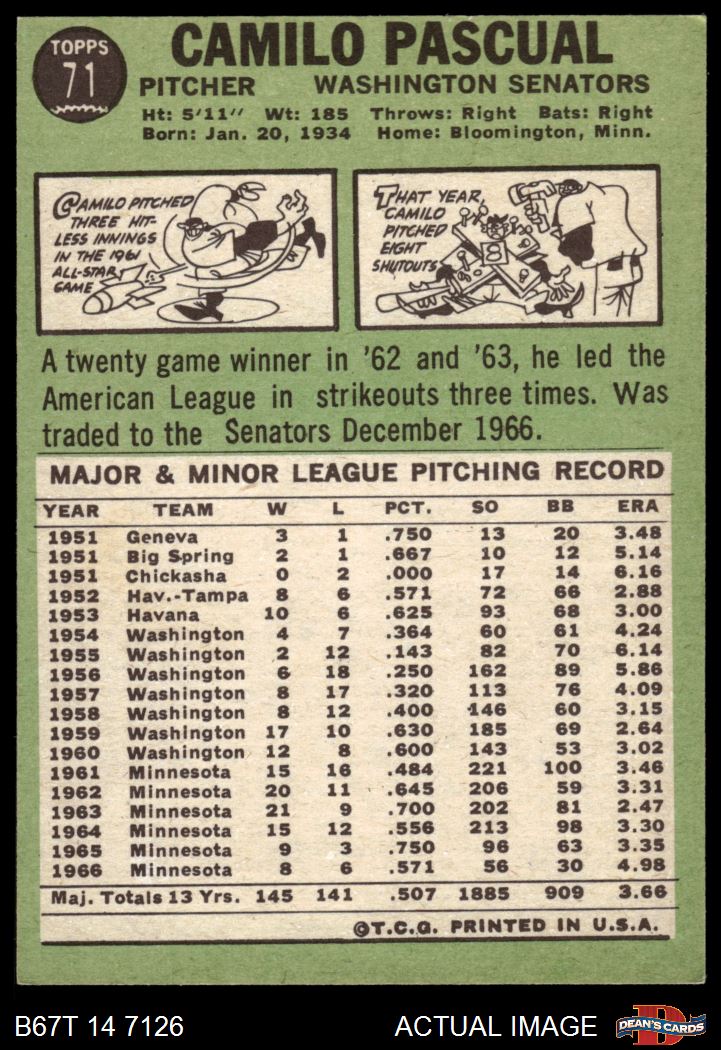 TOPPS
71
CAMILO PASCUAL
PITCHER WASHINGTON SENATORS
Ht: 5'11" Wt: 185 Throws: Right Bats: Right
Born: Jan. 20, 1934 Home: Bloomington, Minn.
CAMILO PITCHED
THREE HIT-
LESS INNINGS
IN THE 1961
ALL-STAR
GAME
THAT YEAR,
CAMILO
PITCHED
EIGHT
SHUTOUTS
8
A twenty game winner in '62 and '63, he led the
American League in strikeouts three times. Was
traded to the Senators December 1966.
MAJOR & MINOR LEAGUE PITCHING RECORD
YEAR TEAM W L PCT. SO BB ERA
1951 Geneva 3 1 .750 13 20 3.48
1951 Big Spring 2 1 .667 10 12 5.14
1951 Chickasha 0 2 .000 17 14 6.16
1952 Hav.-Tampa 8 6 .571 72 66 2.88
1953 Havana 10 6 .625 93 68 3.00
1954 Washington 4 7 .364 60 61 4.24
1955 Washington 2 12 .143 82 70 6.14
1956 Washington 6 18 .250 162 89 5.86
1957 Washington 8 17 .320 113 76 4.09
1958 Washington 8 12 .400 146 60 3.15
1959 Washington 17 10 .630 185 69 2.64
1960 Washington 12 8 .600 143 53 3.02
1961 Minnesota 15 16 .484 221 100 3.46
1962 Minnesota 20 11 .645 206 59 3.31
1963 Minnesota 21 9 .700 202 81 2.47
1964 Minnesota 15 12 .556 213 98 3.30
1965 Minnesota 9 3 .750 96 63 3.35
1966 Minnesota 8 6 .571 56 30 4.98
Maj. Totals 13 Yrs. 145 141 .507 1885 909 3.66
©T.C.G. PRINTED IN U.S.A.
B67T 14 7126 ACTUAL IMAGE
D
DEAN'S CARDS